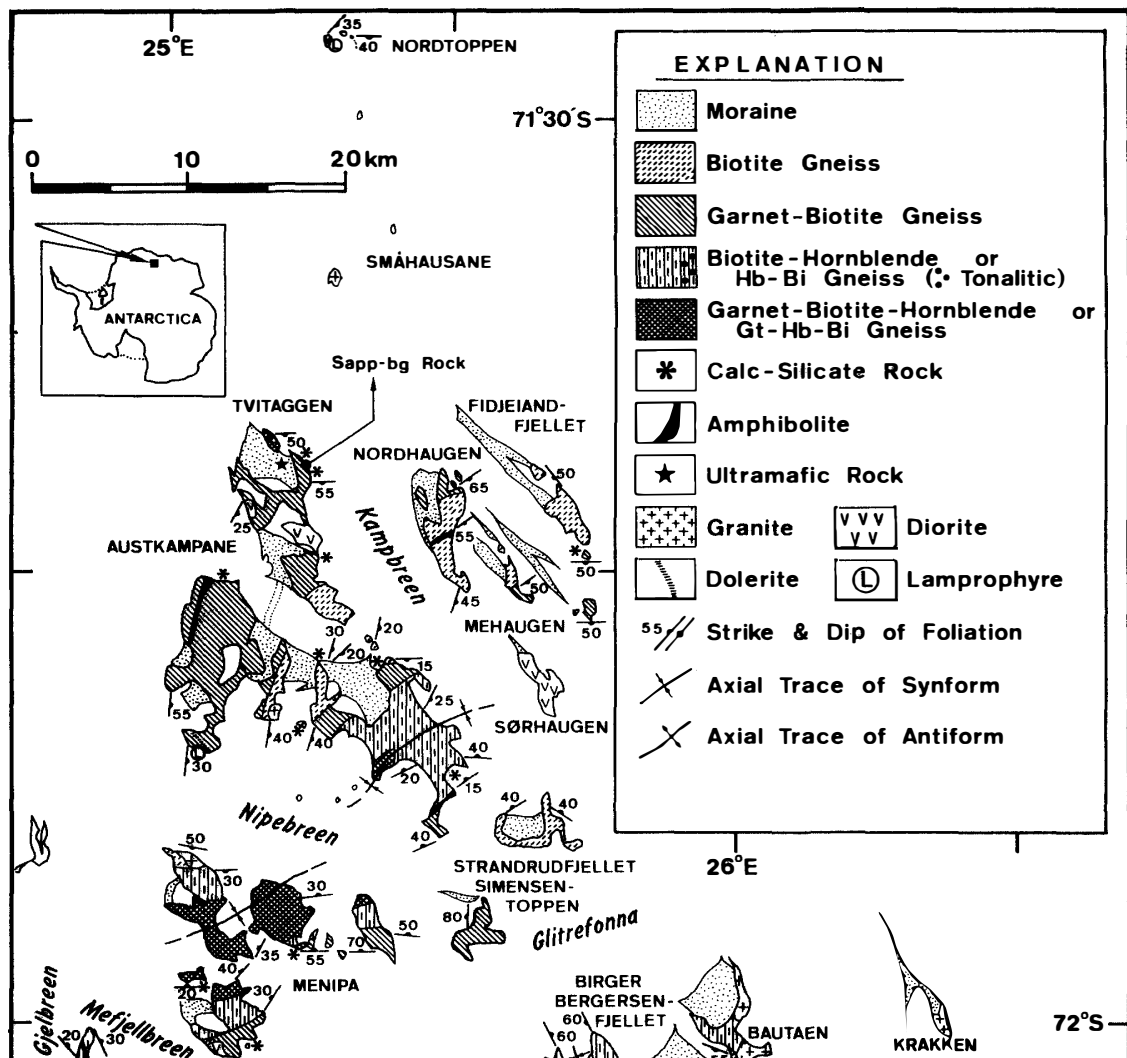 25°E
35
40
NORDTOPPEN
71°30´S
0 10 20 km
SMÅHAUSANE
ANTARCTICA
Sapp-bg Rock
TVITAGGEN
FIDJEIAND-
FJELLET
NORDHAUGEN
50
55
65
50
25
55
AUSTKAMPANE
Kampbreen
50
50
45
50
MEHAUGEN
30
20
20
15
25
SØRHAUGEN
55
40
40
40
30
20
15
Nipebreen
40
40
40
STRANDRUDFJELLET
SIMENSEN-
TOPPEN
26°E
50
30
30
80
50
Glitrefonna
70
35
55
40
MENIPA
20
30
Gjelbreen
Mefjellbreen
20
30
BIRGER
BERGERSEN-
FJELLET
60
60
BAUTAEN
KRAKKEN
72°S
EXPLANATION
Moraine
Biotite Gneiss
Garnet-Biotite Gneiss
Biotite-Hornblende or
Hb-Bi Gneiss ( Tonalitic)
Garnet-Biotite-Hornblende or
Gt-Hb-Bi Gneiss
Calc-Silicate Rock
Amphibolite
Ultramafic Rock
Granite
V V V V V Diorite
Dolerite
L Lamprophyre
55 Strike & Dip of Foliation
Axial Trace of Synform
Axial Trace of Antiform